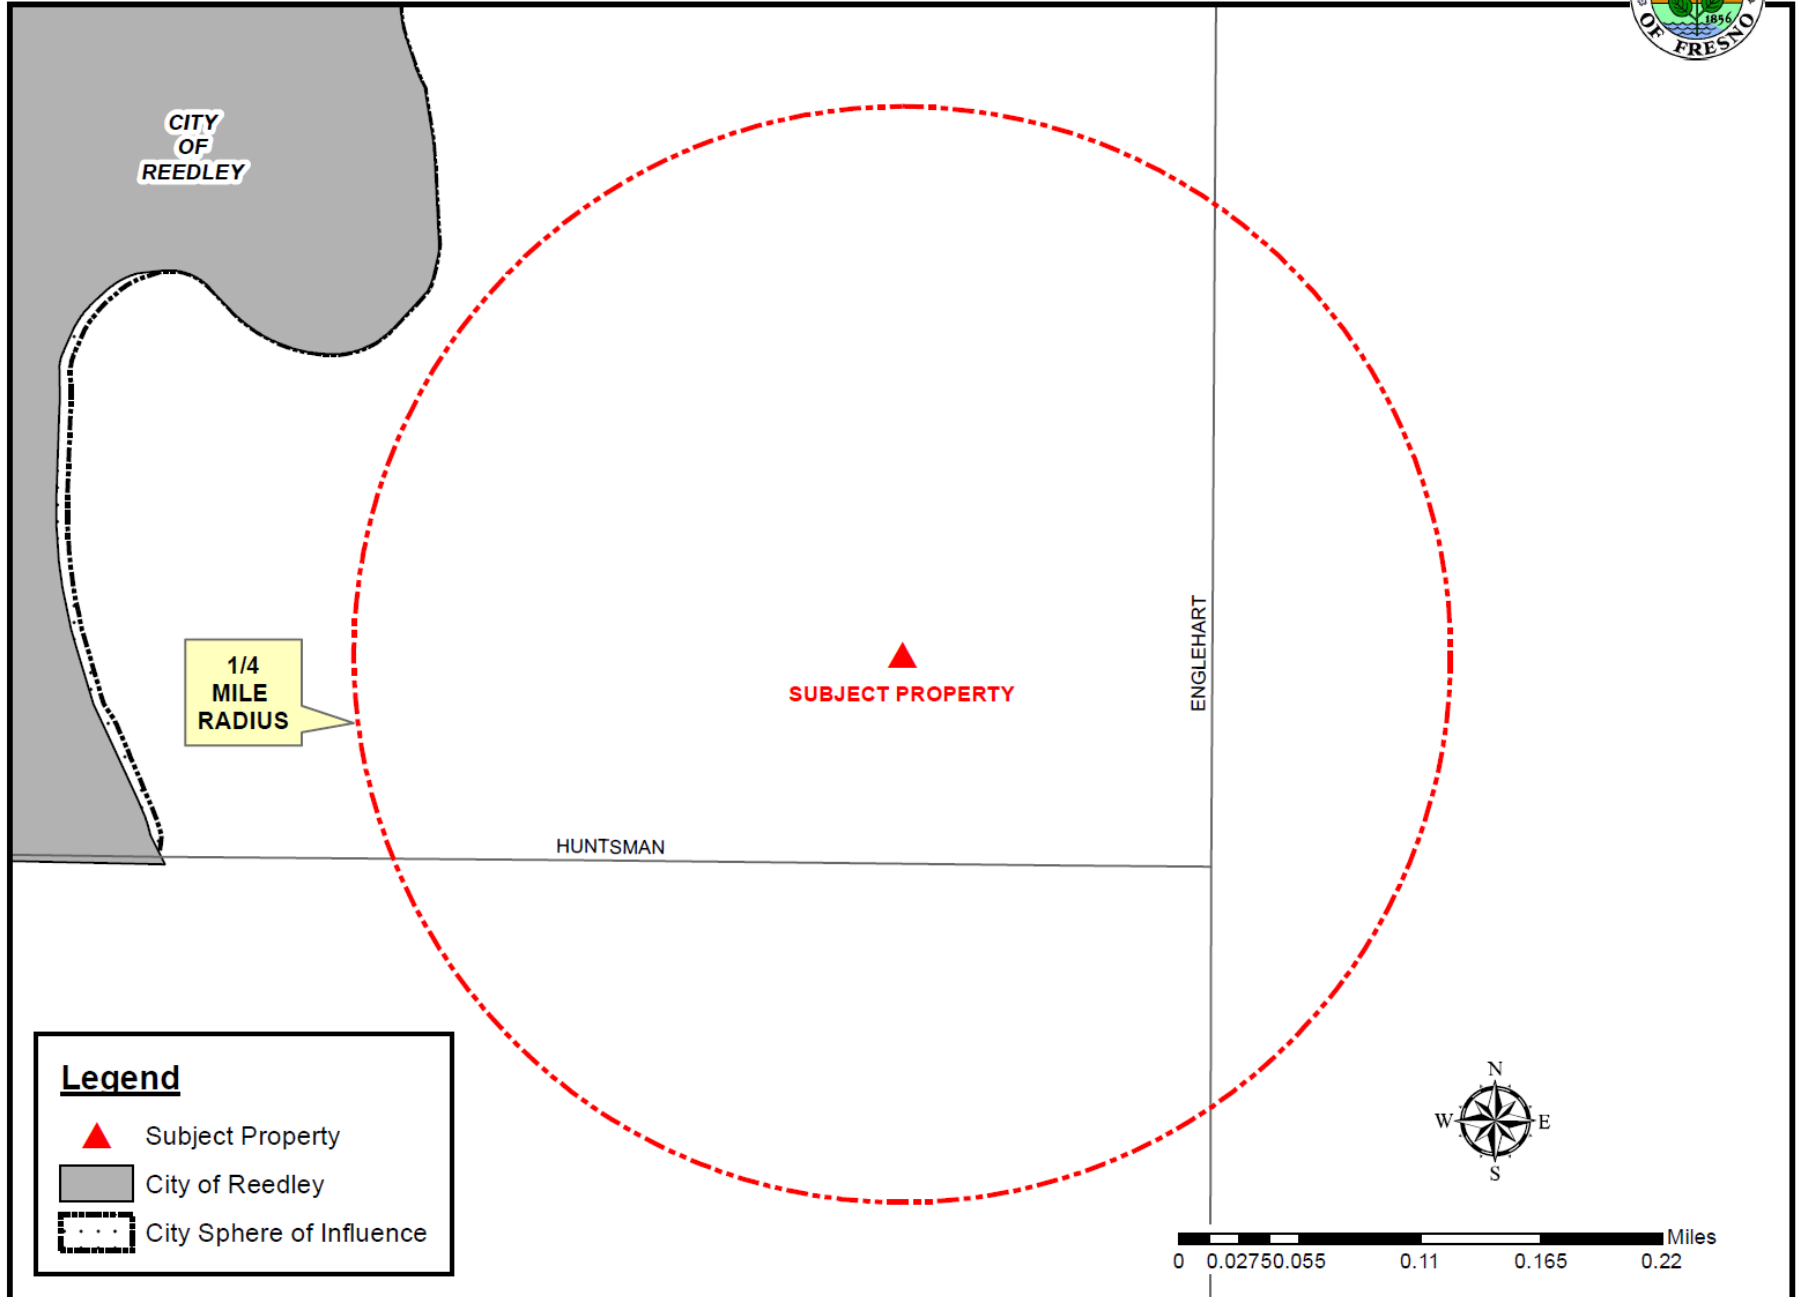 1856
OF FRESNO
CITY
OF
REEDLEY
ENGLEHART
1/4
MILE
RADIUS
SUBJECT PROPERTY
HUNTSMAN
Legend
Subject Property
City of Reedley
City Sphere of Influence
N
W E
S
Miles
0 0.0275 0.055 0.11 0.165 0.22